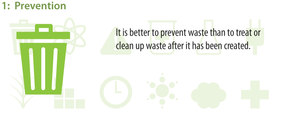 1: Prevention
It is better to prevent waste than to treat or
clean up waste after it has been created.